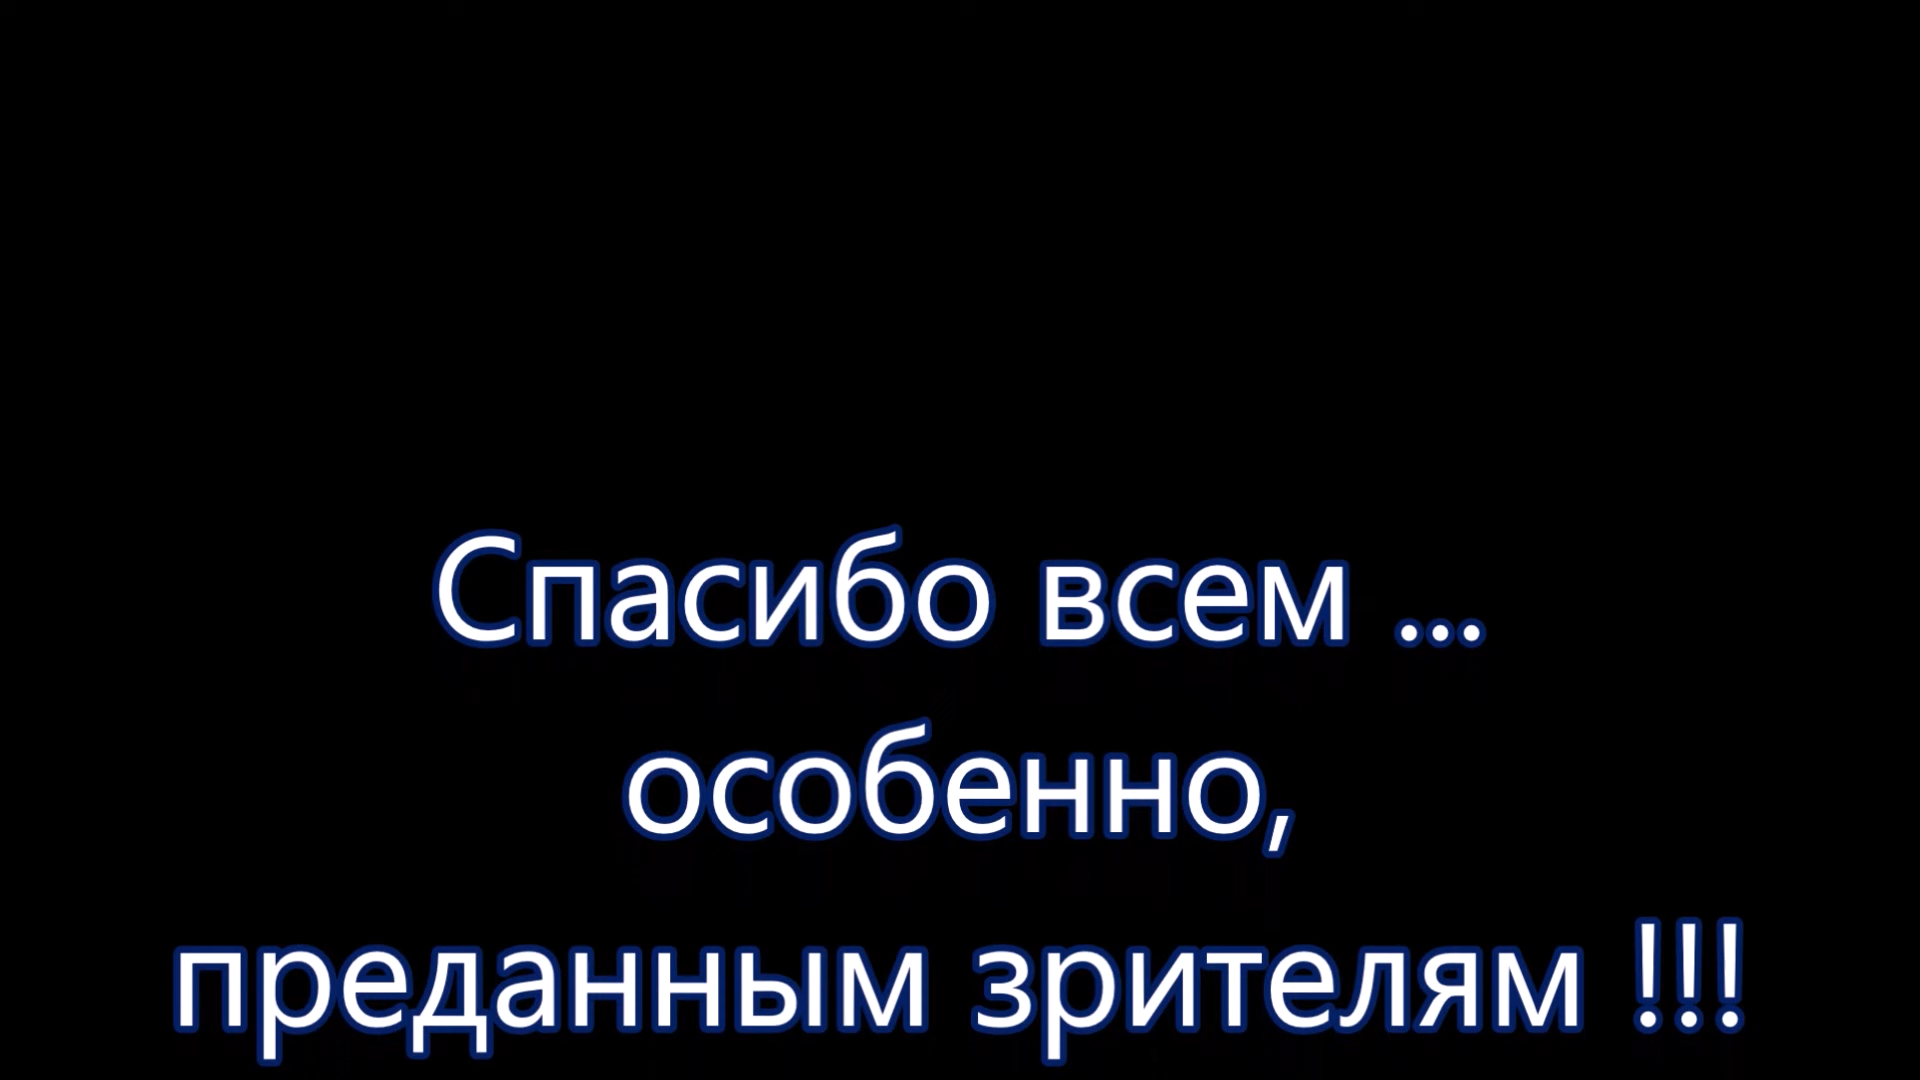 Спасибо всем ...
особенно,
преданным зрителям !!!